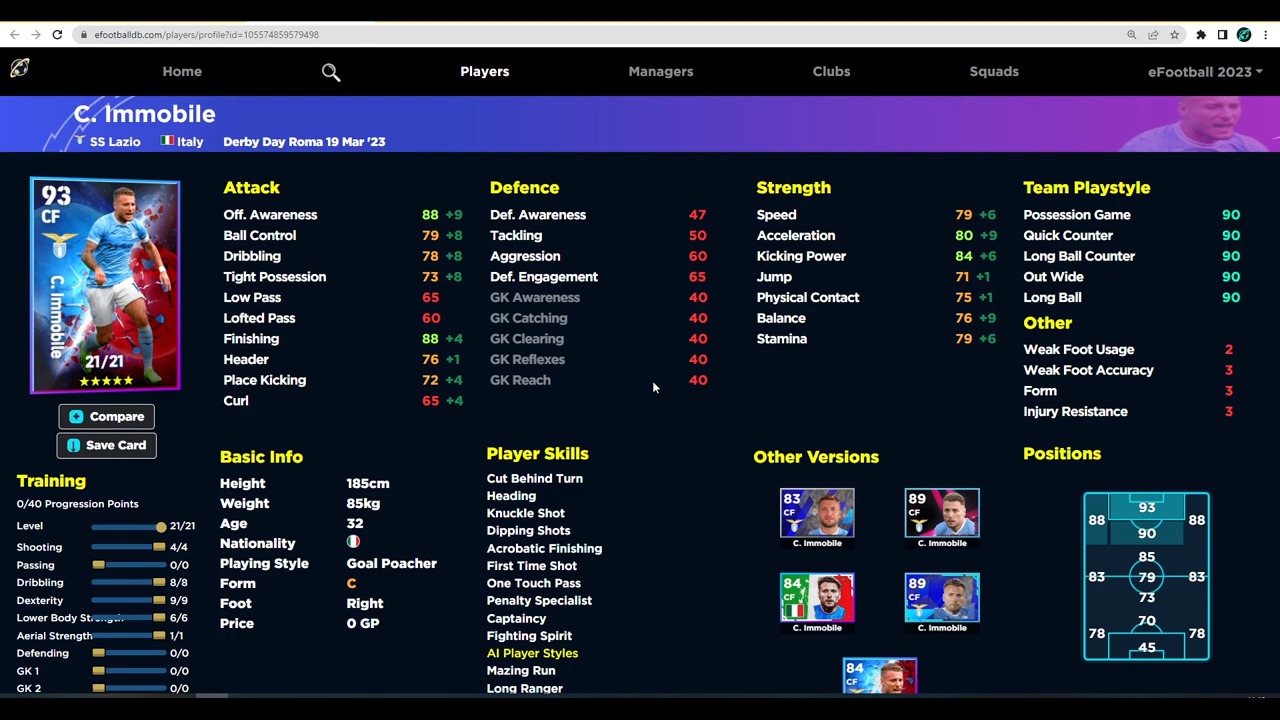 efootballdb.com/players/profile?id=105574859579498
Home
Players
Managers
Clubs
Squads
eFootball 2023
C. Immobile
SS Lazio Italy Derby Day Roma 19 Mar '23
93
CF
C. Immobile
21/21
Compare
Save Card
Attack
Off. Awareness 88 +9
Ball Control 79 +8
Dribbling 78 +8
Tight Possession 73 +8
Low Pass 65
Lofted Pass 60
Finishing 88 +4
Header 76 +1
Place Kicking 72 +4
Curl 65 +4
Defence
Def. Awareness 47
Tackling 50
Aggression 60
Def. Engagement 65
GK Awareness 40
GK Catching 40
GK Clearing 40
GK Reflexes 40
GK Reach 40
Strength
Speed 79 +6
Acceleration 80 +9
Kicking Power 84 +6
Jump 71 +1
Physical Contact 75 +1
Balance 76 +9
Stamina 79 +6
Team Playstyle
Possession Game 90
Quick Counter 90
Long Ball Counter 90
Out Wide 90
Long Ball 90
Other
Weak Foot Usage 2
Weak Foot Accuracy 3
Form 3
Injury Resistance 3
Training
0/40 Progression Points
Level 21/21
Shooting 4/4
Passing 0/0
Dribbling 8/8
Dexterity 9/9
Lower Body Strength 6/6
Aerial Strength 1/1
Defending 0/0
GK 1 0/0
GK 2 0/0
Basic Info
Height 185cm
Weight 85kg
Age 32
Nationality
Playing Style Goal Poacher
Form C
Foot Right
Price 0 GP
Player Skills
Cut Behind Turn
Heading
Knuckle Shot
Dipping Shots
Acrobatic Finishing
First Time Shot
One Touch Pass
Penalty Specialist
Captaincy
Fighting Spirit
AI Player Styles
Mazing Run
Long Ranger
Other Versions
83
CF
C. Immobile
89
CF
C. Immobile
84
CF
C. Immobile
89
CF
C. Immobile
84
CF
Positions
93
88 88
90
85
83 79 83
73
70
78 78
45